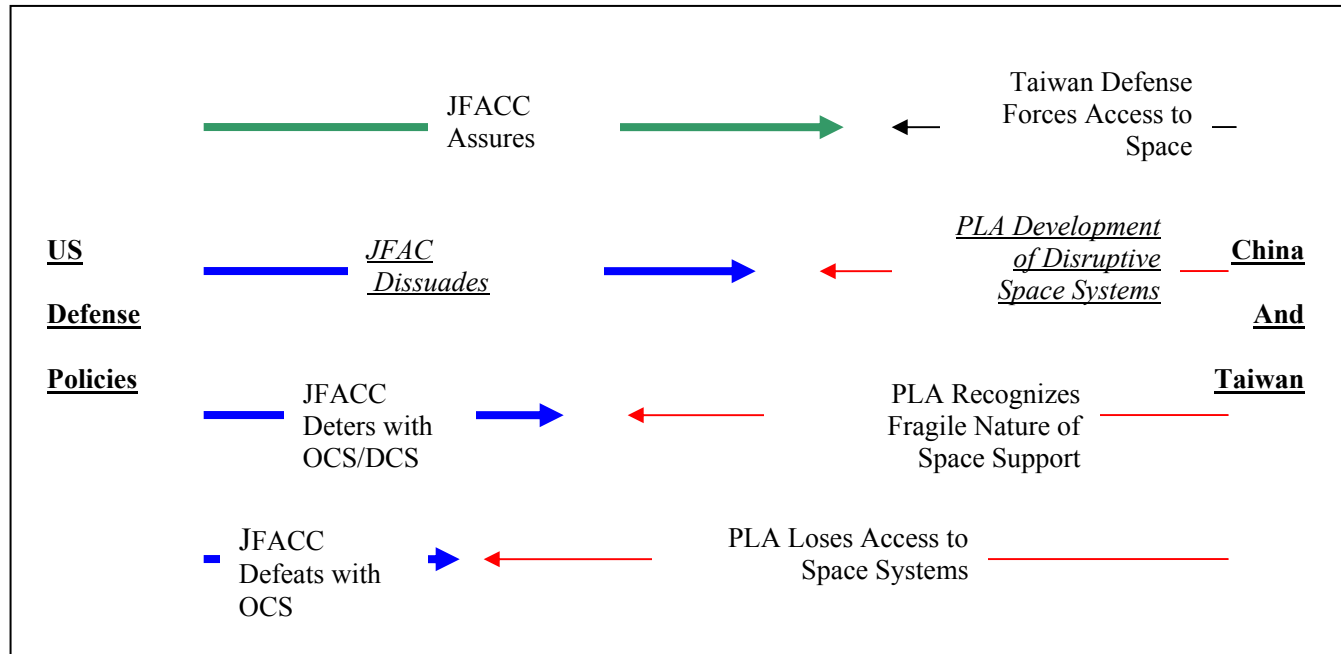 US
Defense
Policies
JFACC
Assures
Taiwan Defense
Forces Access to
Space
JFAC
Dissuades
PLA Development
of Disruptive
Space Systems
JFACC
Deters with
OCS/DCS
PLA Recognizes
Fragile Nature of
Space Support
JFACC
Defeats with
OCS
PLA Loses Access to
Space Systems
China
And
Taiwan